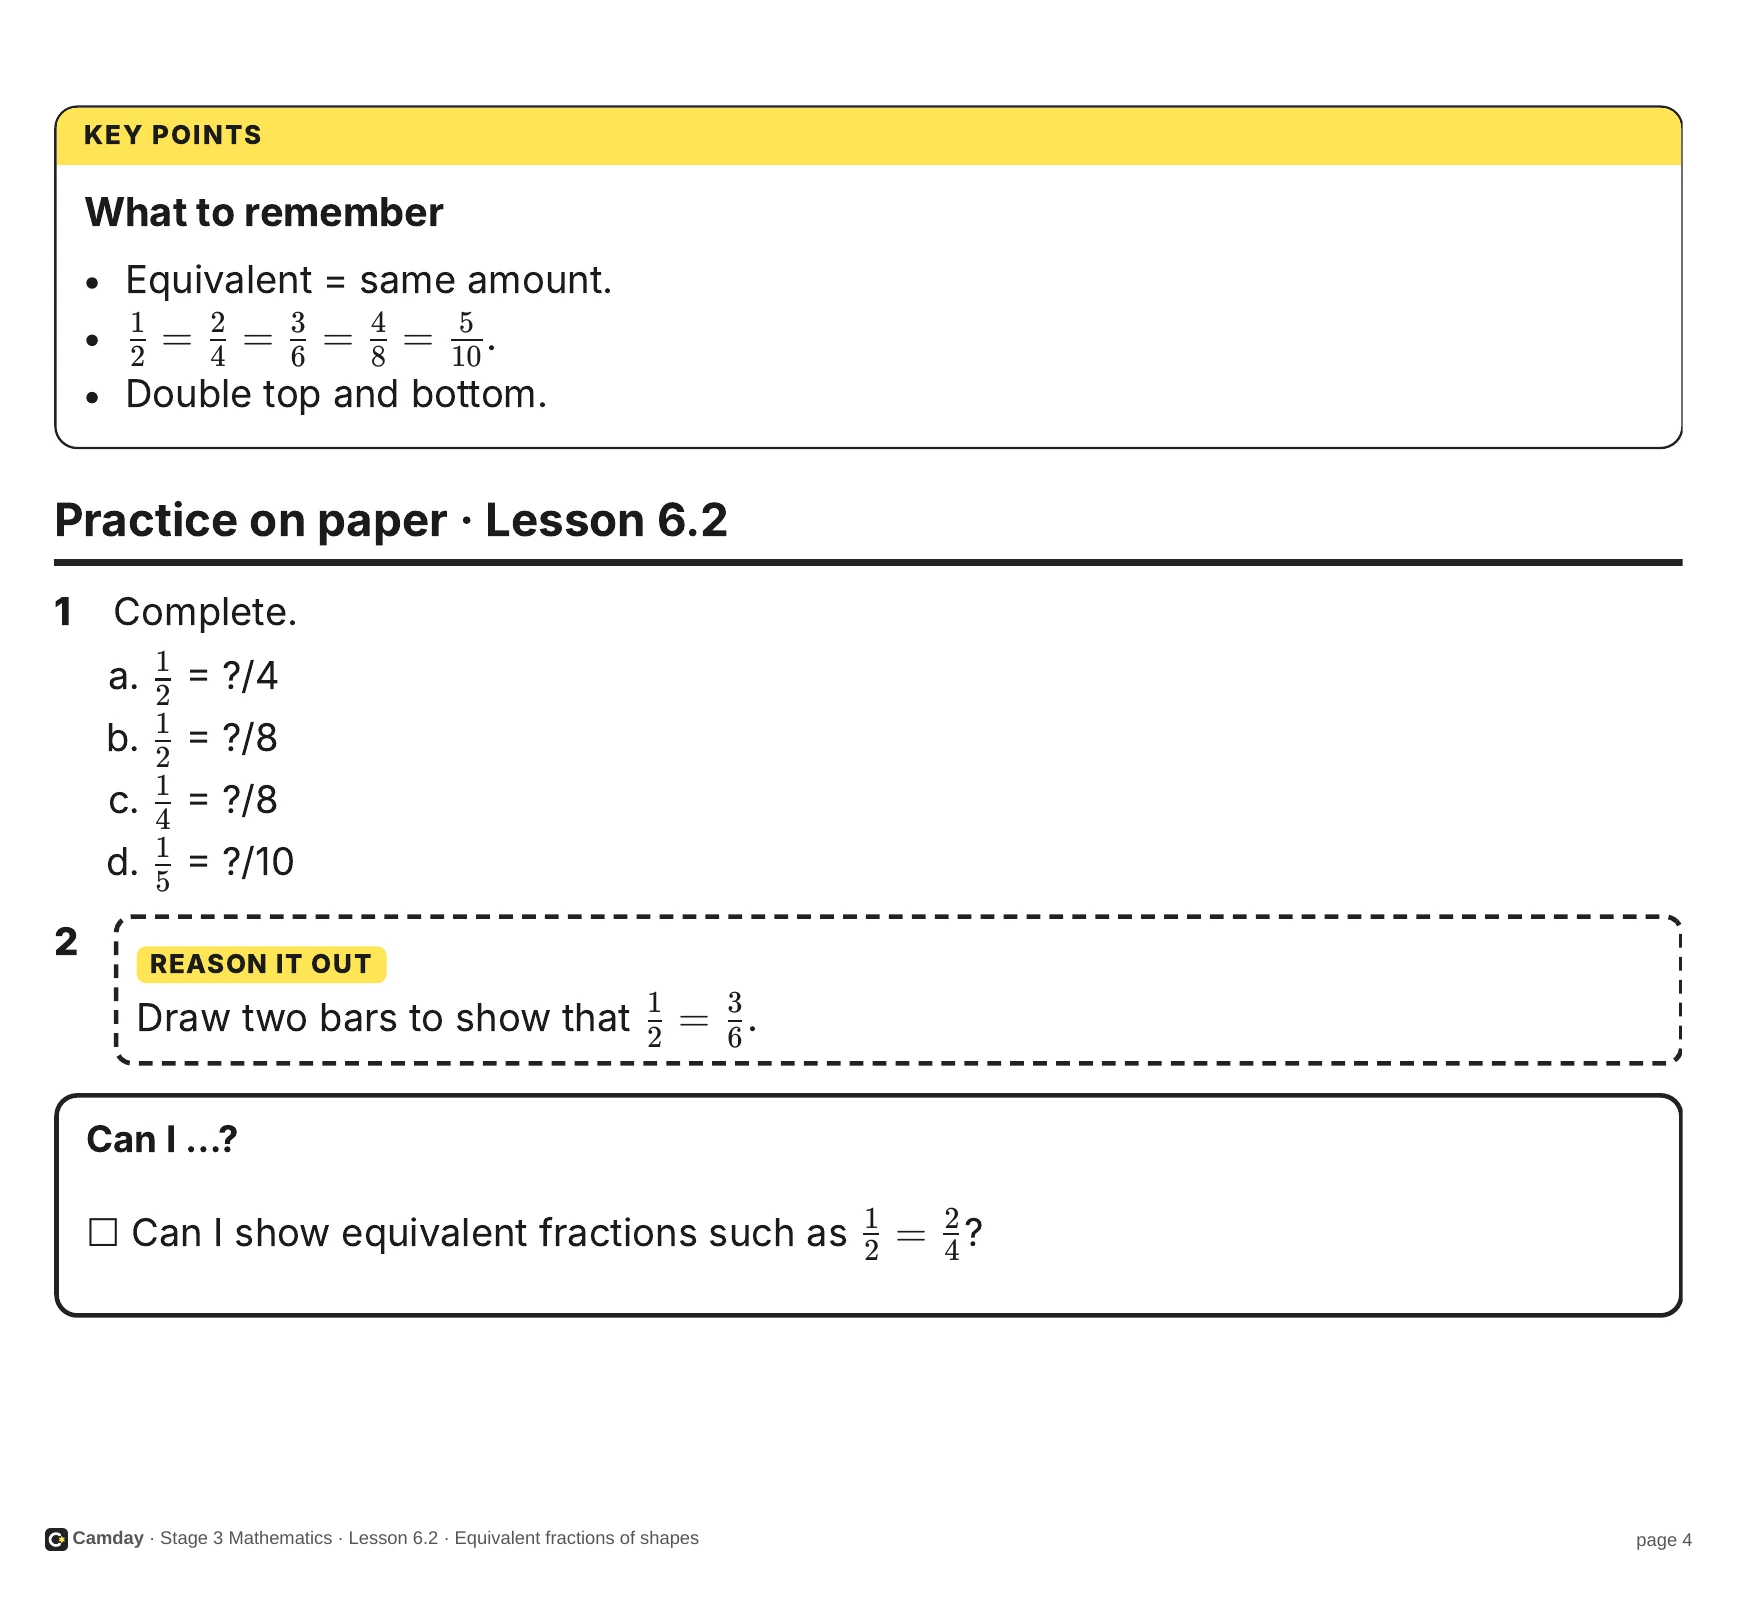 KEY POINTS
What to remember
• Equivalent = same amount.
• 1/2 = 2/4 = 3/6 = 4/8 = 5/10.
• Double top and bottom.
Practice on paper · Lesson 6.2
1 Complete.
a. 1/2 = ?/4
b. 1/2 = ?/8
c. 1/4 = ?/8
d. 1/5 = ?/10
2 REASON IT OUT
Draw two bars to show that 1/2 = 3/6.
Can I ...?
☐ Can I show equivalent fractions such as 1/2 = 2/4?
Camday · Stage 3 Mathematics · Lesson 6.2 · Equivalent fractions of shapes page 4